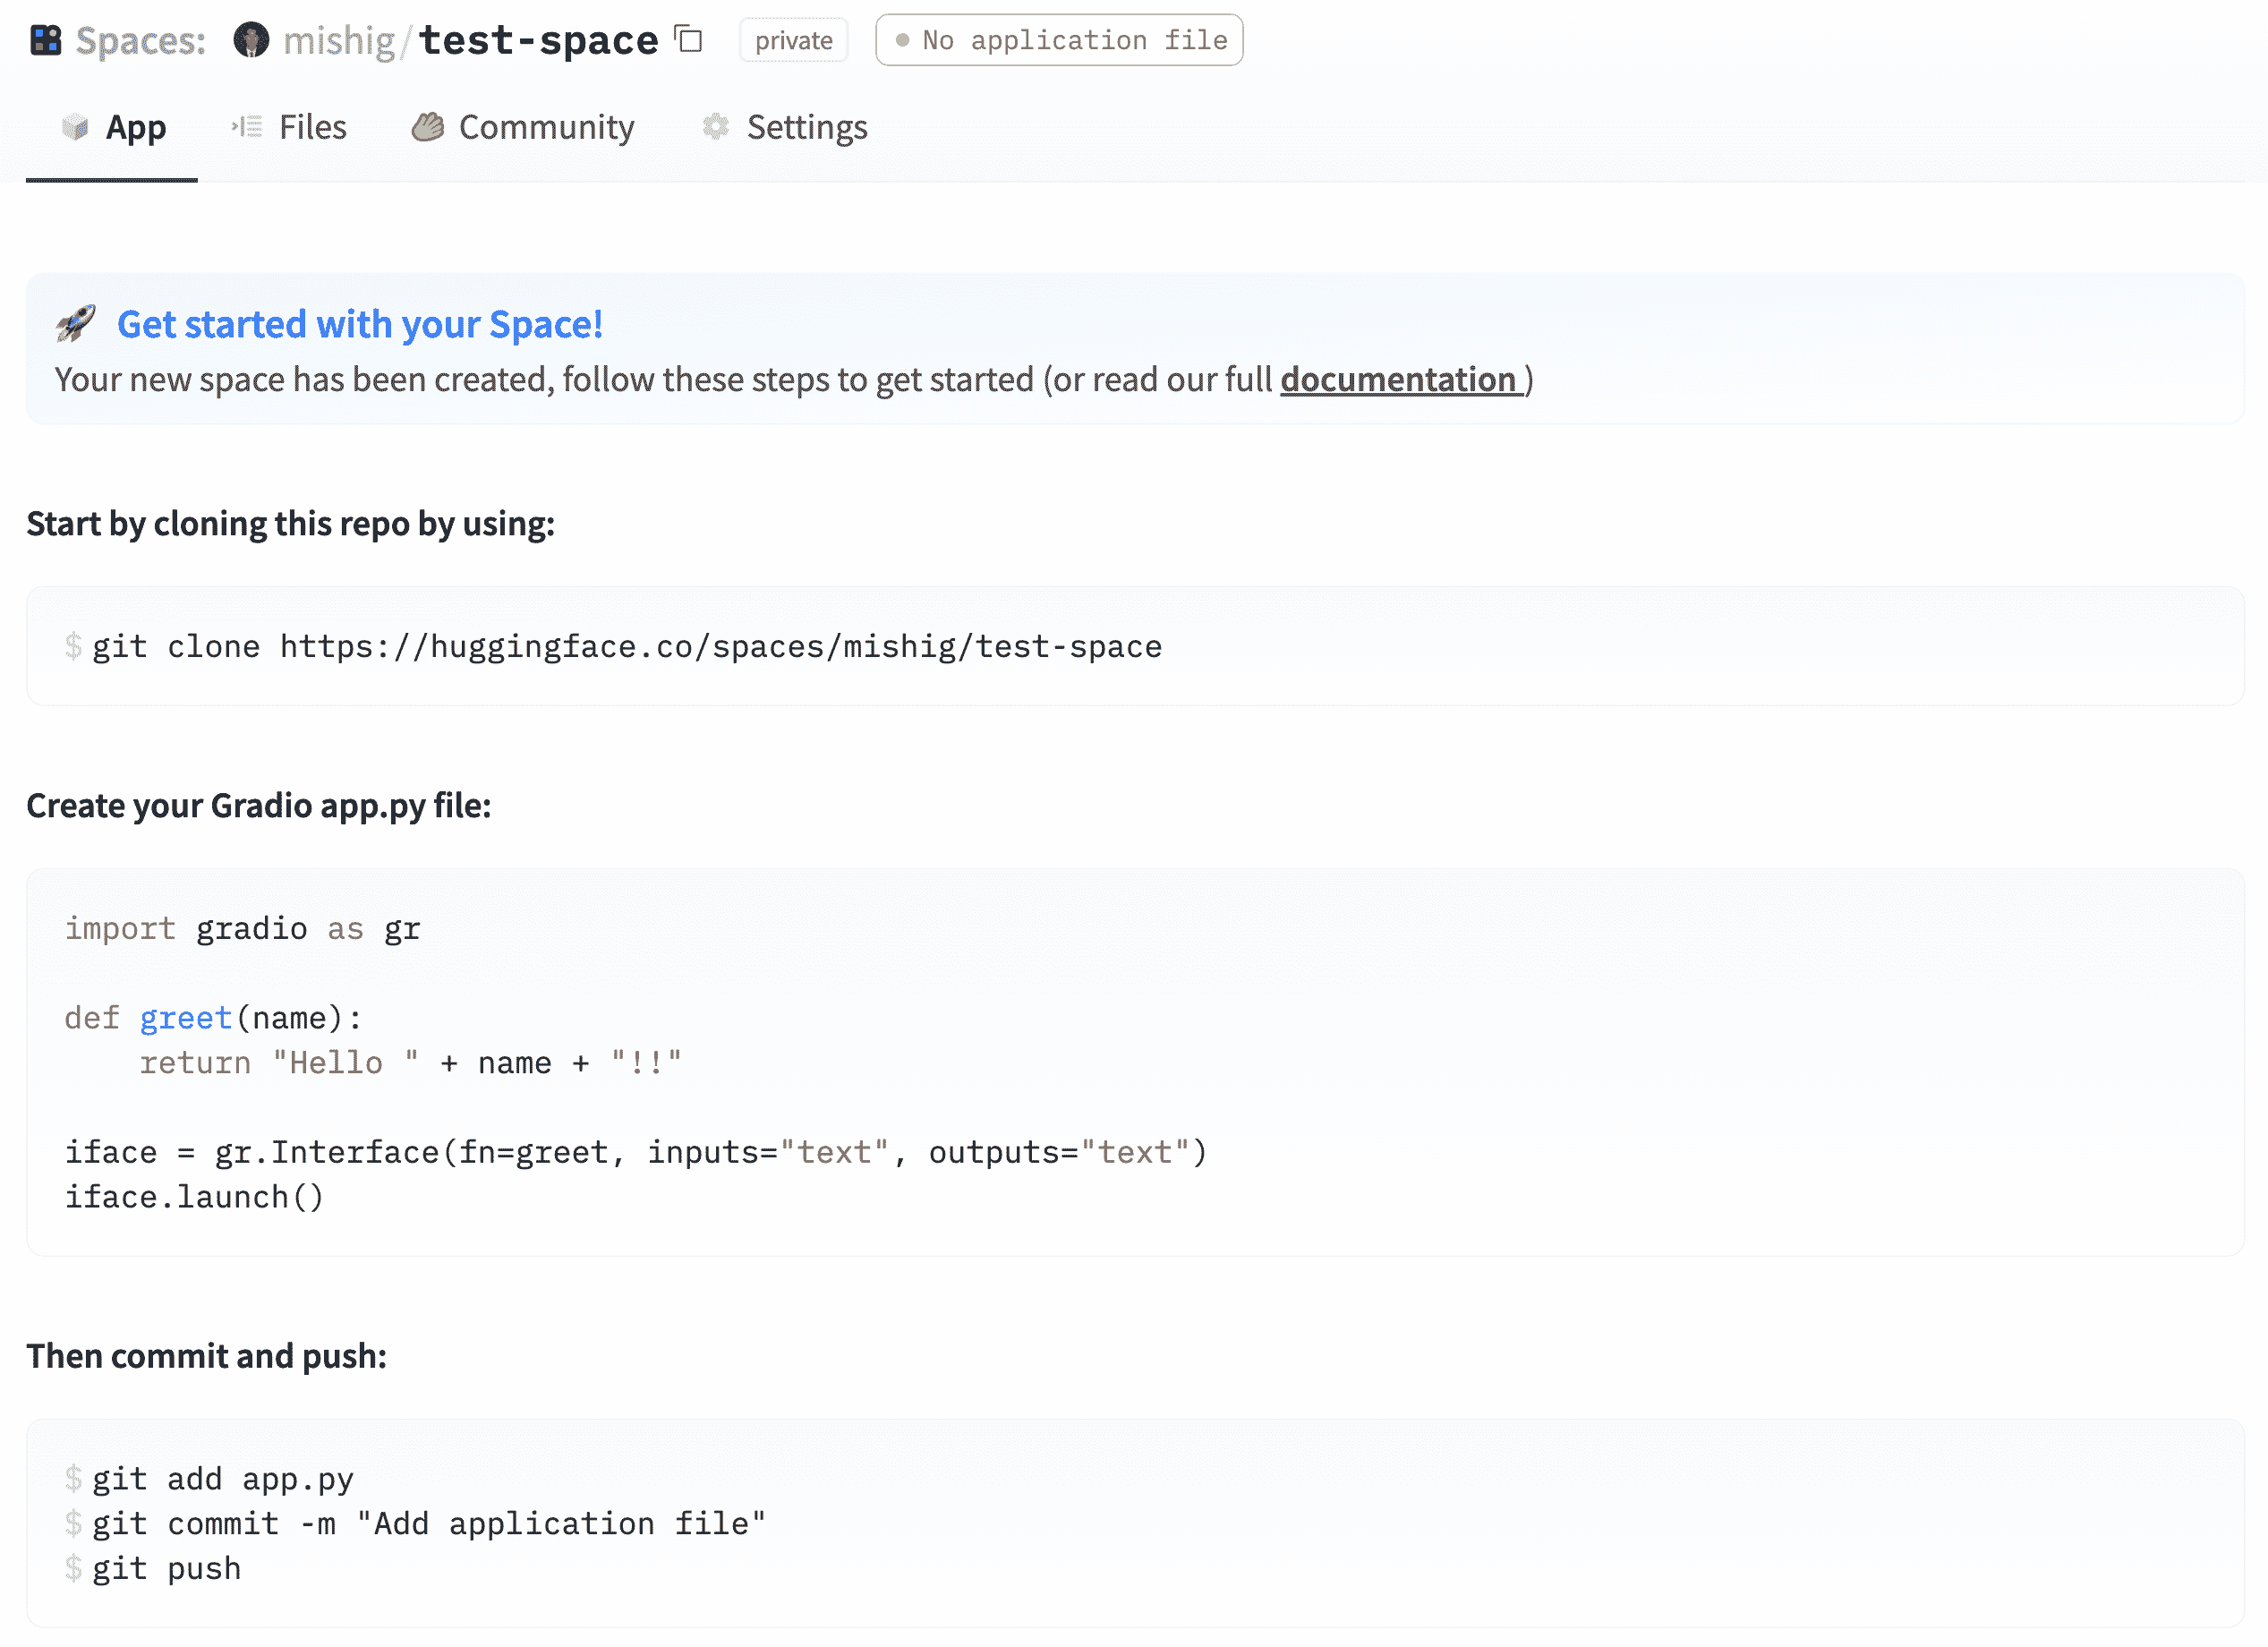 Spaces: mishig/test-space private No application file
App Files Community Settings
Get started with your Space!
Your new space has been created, follow these steps to get started (or read our full documentation )
Start by cloning this repo by using:
$ git clone https://huggingface.co/spaces/mishig/test-space
Create your Gradio app.py file:
import gradio as gr
def greet(name):
    return "Hello " + name + "!!"
iface = gr.Interface(fn=greet, inputs="text", outputs="text")
iface.launch()
Then commit and push:
$ git add app.py
$ git commit -m "Add application file"
$ git push